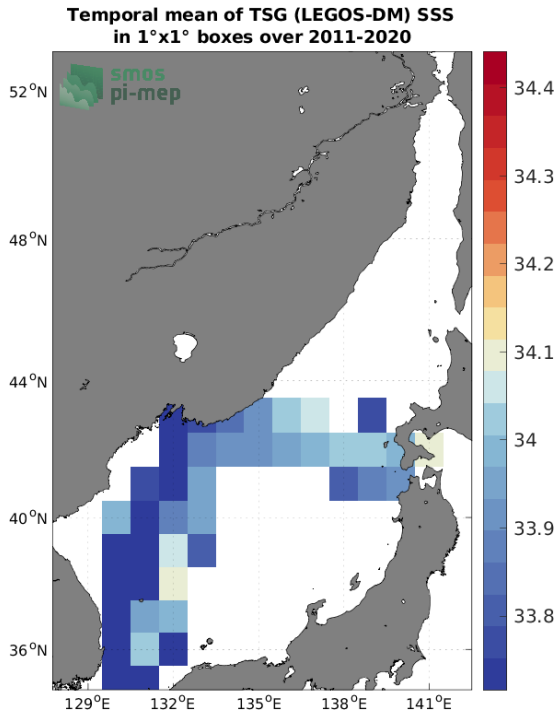 Temporal mean of TSG (LEGOS-DM) SSS
in 1°x1° boxes over 2011-2020
smos
pi-mep
52°N
48°N
44°N
40°N
36°N
129°e
132°e
135°e
138°e
141°e
34.4
34.3
34.2
34.1
34
33.9
33.8